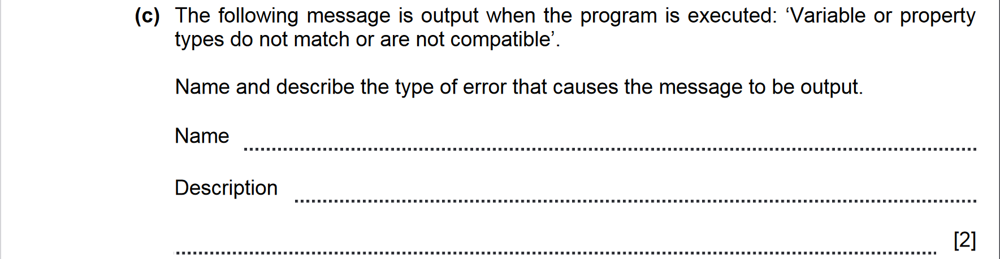 (c) The following message is output when the program is executed: ‘Variable or property
types do not match or are not compatible’.
Name and describe the type of error that causes the message to be output.
Name
Description
[2]